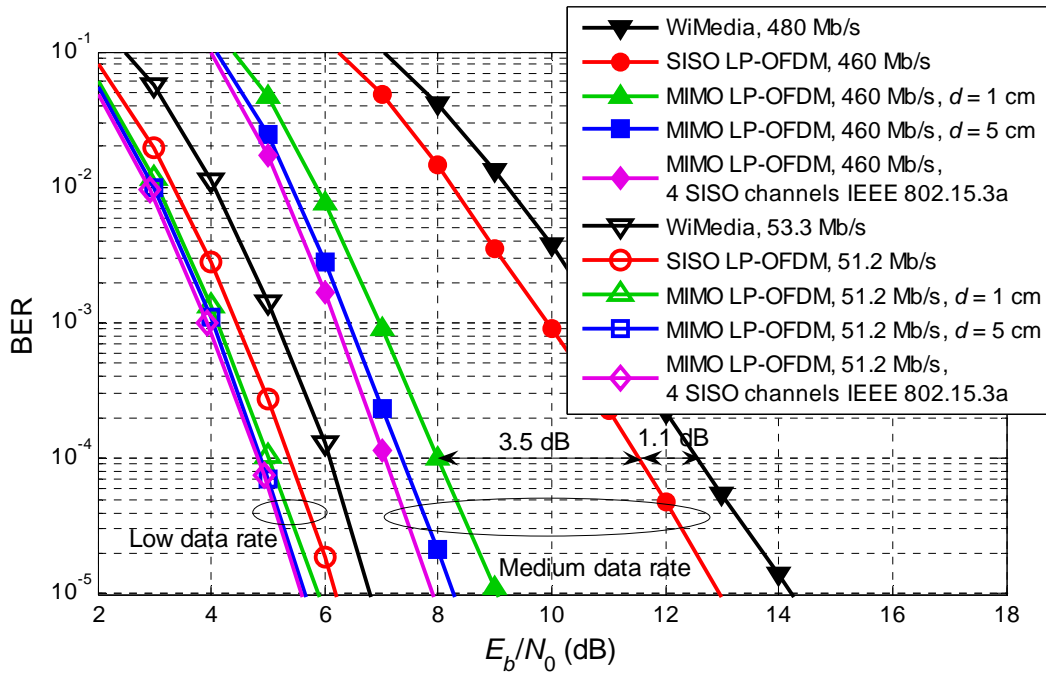 WiMedia, 480 Mb/s
SISO LP-OFDM, 460 Mb/s
MIMO LP-OFDM, 460 Mb/s, d = 1 cm
MIMO LP-OFDM, 460 Mb/s, d = 5 cm
MIMO LP-OFDM, 460 Mb/s,
4 SISO channels IEEE 802.15.3a
WiMedia, 53.3 Mb/s
SISO LP-OFDM, 51.2 Mb/s
MIMO LP-OFDM, 51.2 Mb/s, d = 1 cm
MIMO LP-OFDM, 51.2 Mb/s, d = 5 cm
MIMO LP-OFDM, 51.2 Mb/s,
4 SISO channels IEEE 802.15.3a
10^-1
10^-2
10^-3
10^-4
10^-5
BER
3.5 dB
1.1 dB
Low data rate
Medium data rate
2 4 6 8 10 12 14 16 18
E_b/N_0 (dB)